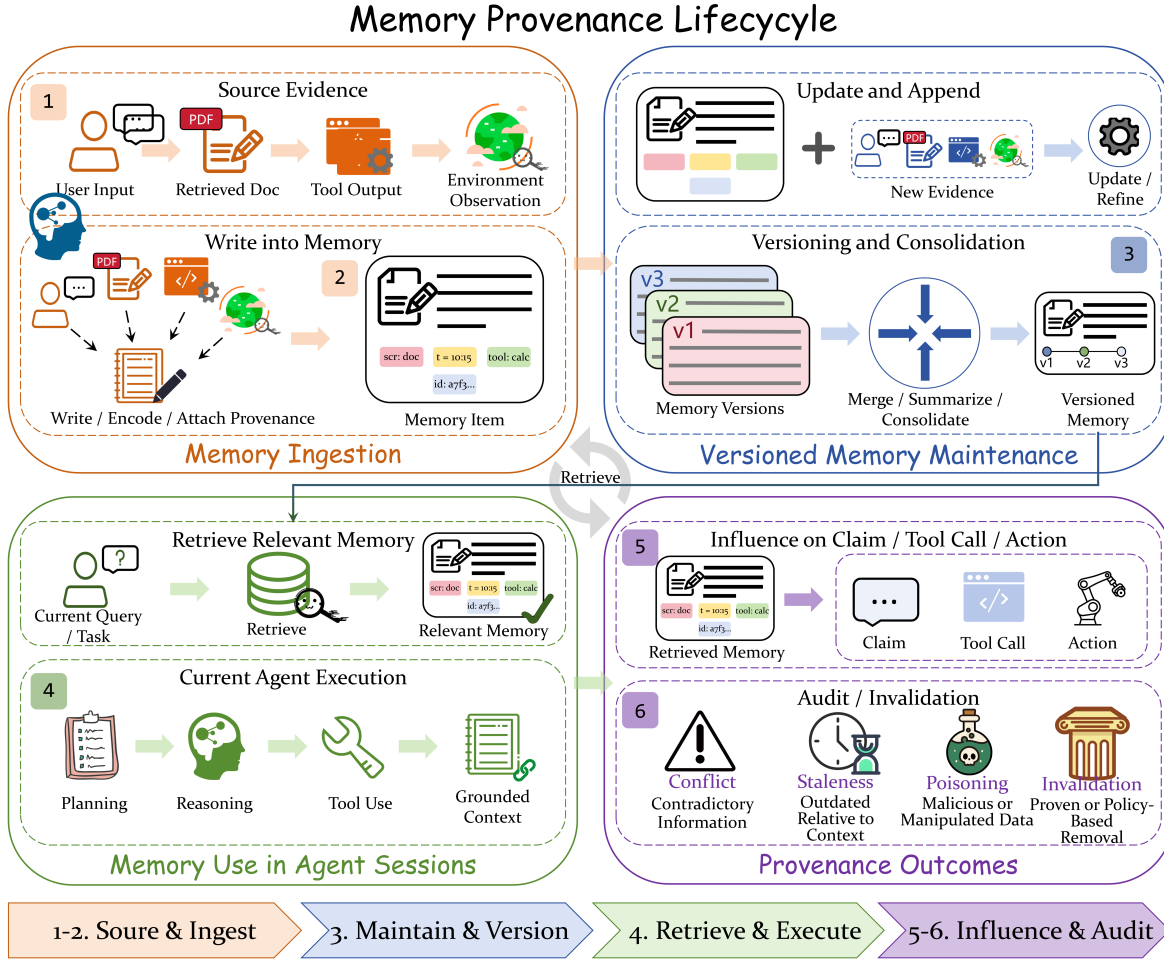 Memory Provenance Lifecycyle
1
Source Evidence
PDF
User Input
Retrieved Doc
Tool Output
Environment
Observation
Write into Memory
PDF
2
scr: doc
t = 10:15
tool: calc
id: a7f3...
Write / Encode / Attach Provenance
Memory Item
Memory Ingestion
Update and Append
PDF
New Evidence
Update /
Refine
Versioning and Consolidation
3
v3
v2
v1
v1
v2
v3
Memory Versions
Merge / Summarize /
Consolidate
Versioned
Memory
Versioned Memory Maintenance
Retrieve
Retrieve Relevant Memory
?
scr: doc
t = 10:15
tool: calc
id: a7f3...
Current Query
/ Task
Retrieve
Relevant Memory
4
Current Agent Execution
Planning
Reasoning
Tool Use
Grounded
Context
Memory Use in Agent Sessions
5
Influence on Claim / Tool Call / Action
scr: doc
t = 10:15
tool: calc
id: a7f3...
Retrieved Memory
Claim
Tool Call
Action
6
Audit / Invalidation
Conflict
Contradictory
Information
Staleness
Outdated
Relative to
Context
Poisoning
Malicious or
Manipulated Data
Invalidation
Proven or Policy-
Based
Removal
Provenance Outcomes
1-2. Soure & Ingest
3. Maintain & Version
4. Retrieve & Execute
5-6. Influence & Audit